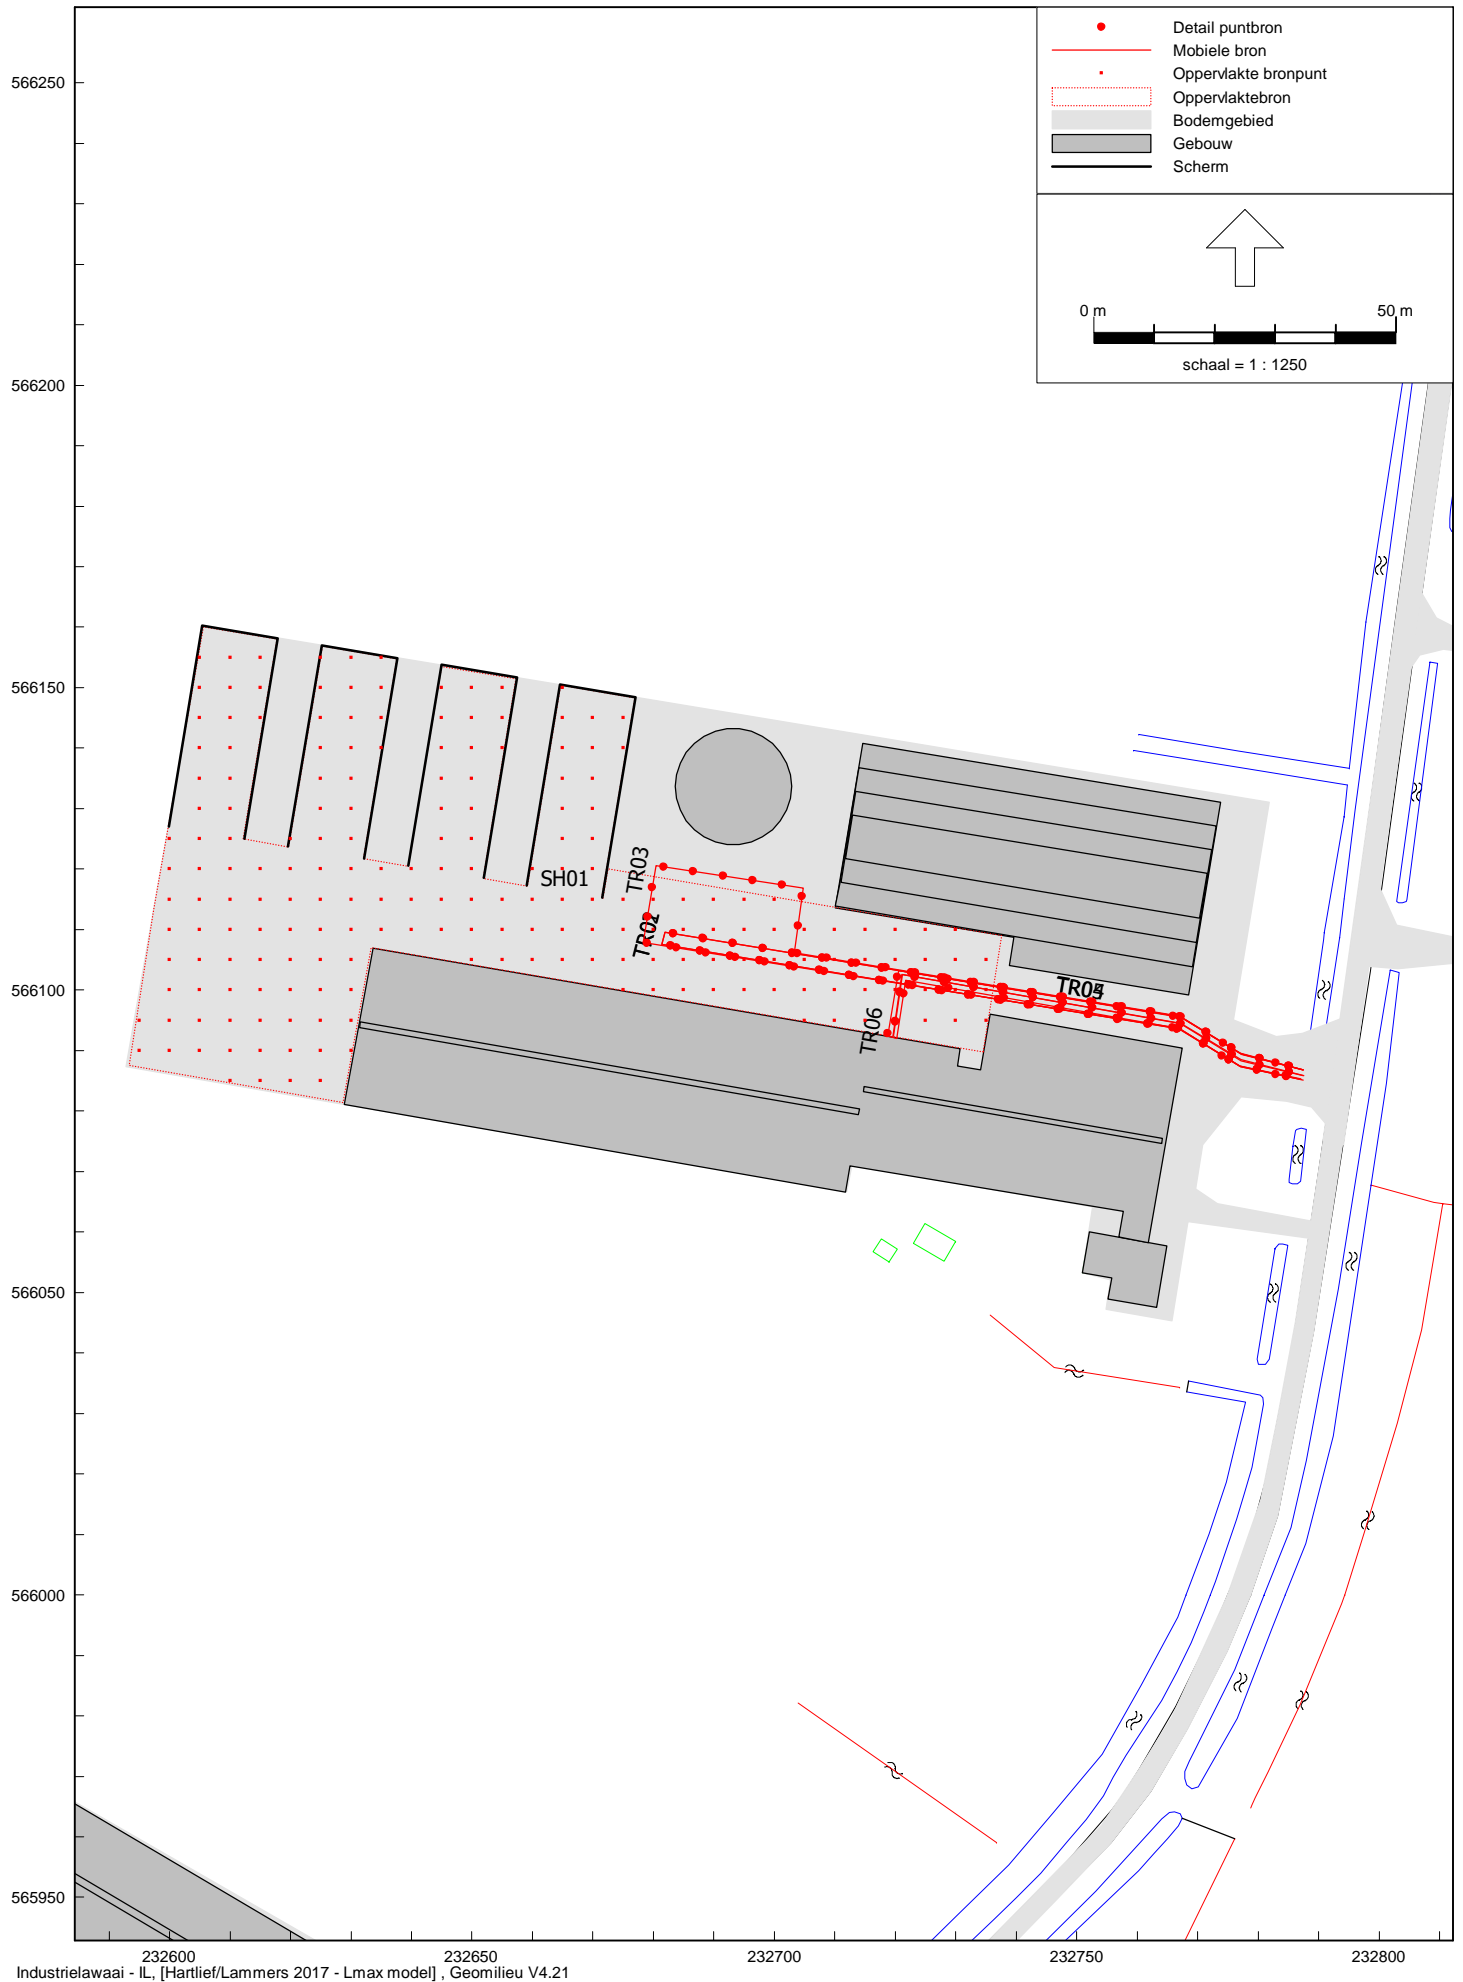 Detail puntbron
Mobiele bron
Oppervlakte bronpunt
Oppervlaktebron
Bodemgebied
Gebouw
Scherm
0 m
50 m
schaal = 1 : 1250
566250
566200
566150
566100
566050
566000
565950
TR03
SH01
TR06
232600
232650
232700
232750
232800
Industrielawaai - IL, [Hartlief/Lammers 2017 - Lmax model] , Geomilieu V4.21